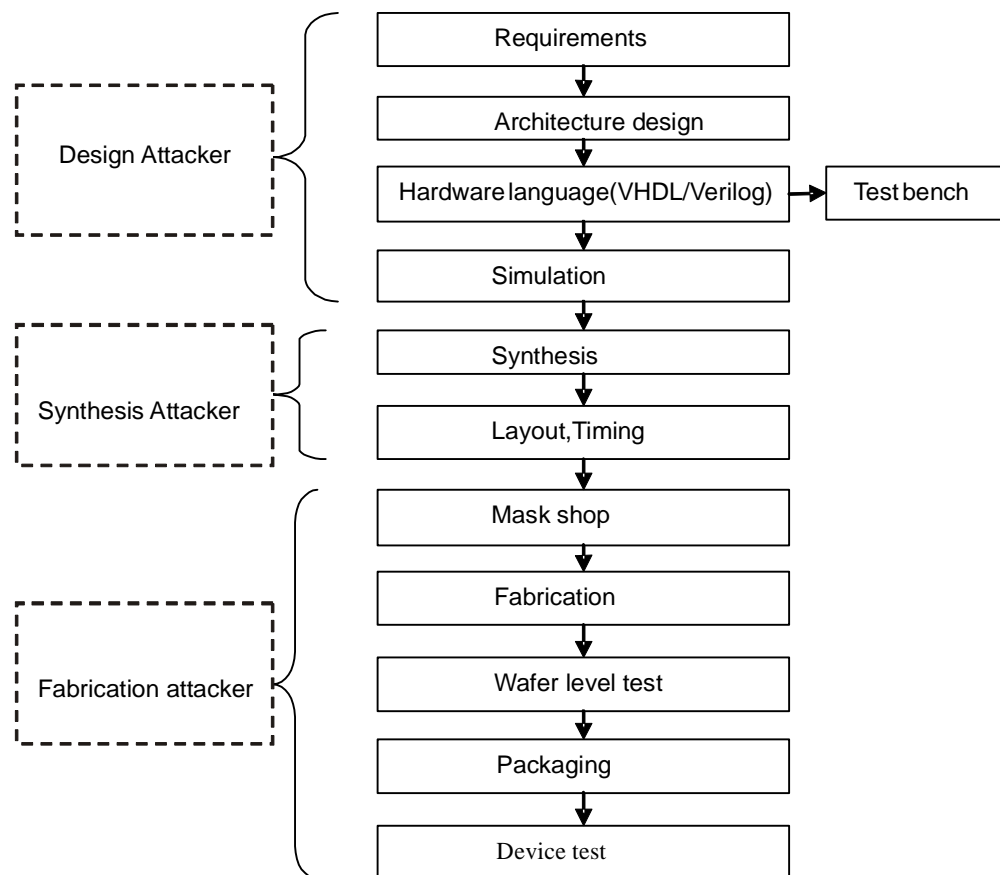 Requirements
Architecture design
Design Attacker
Hardware language(VHDL/Verilog)
Test bench
Simulation
Synthesis
Synthesis Attacker
Layout,Timing
Mask shop
Fabrication
Fabrication attacker
Wafer level test
Packaging
Device test